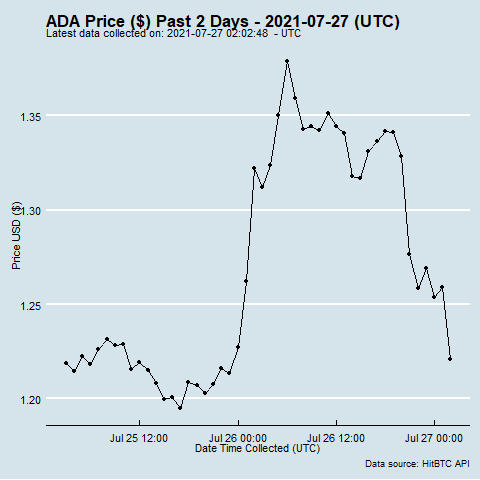 ADA Price ($) Past 2 Days - 2021-07-27 (UTC)
Latest data collected on: 2021-07-27 02:02:48 - UTC
1.35
1.30
Price USD ($)
1.25
1.20
Jul 25 12:00
Jul 26 00:00
Jul 26 12:00
Jul 27 00:00
Date Time Collected (UTC)
Data source: HitBTC API